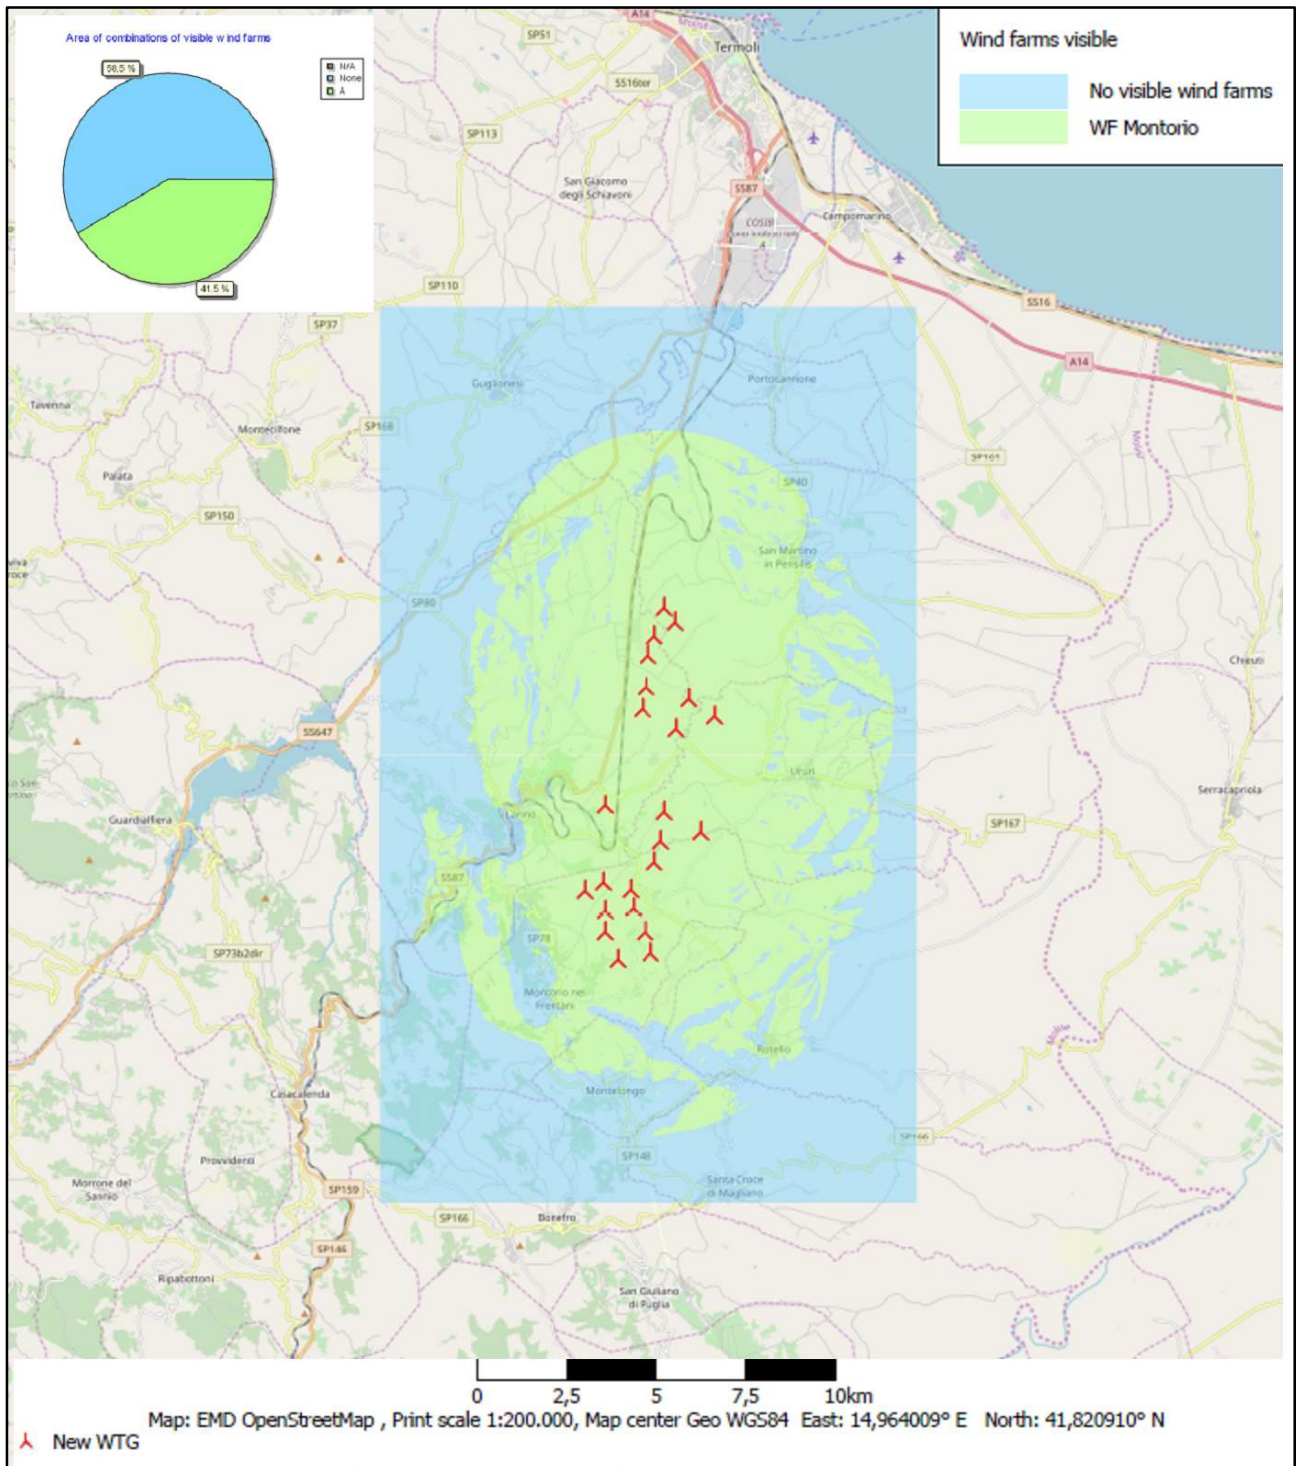 Area of combinations of visible wind farms
58.5 %
N/A
None
A
41.5 %
Wind farms visible
No visible wind farms
WF Montorio
A14
SP51
Termoli
SS16ter
SP113
San Giacomo
degli Schiavoni
SS87
COSIB
Campomarino
SP110
SS16
SP37
A14
Guglionesi
Portocannone
Tavenna
SP168
Montecilfone
SP161
Molise
Palata
SP40
SP150
San Martino
in Pensilis
SP80
Chieuti
SS647
Ururi
Serracapriola
Guardialfiera
Larino
SP167
SS87
SP73b2dir
SP78
Montorio nei
Frentani
Rotello
Molise
Casacalenda
Montelongo
SP166
Provvidenti
SP148
Morrone del
Sannio
SP159
Santa Croce
di Magliano
SP166
Bonefro
SP146
Ripabottoni
San Giuliano
di Puglia
0 2,5 5 7,5 10km
Map: EMD OpenStreetMap , Print scale 1:200.000, Map center Geo WGS84 East: 14,964009° E North: 41,820910° N
New WTG